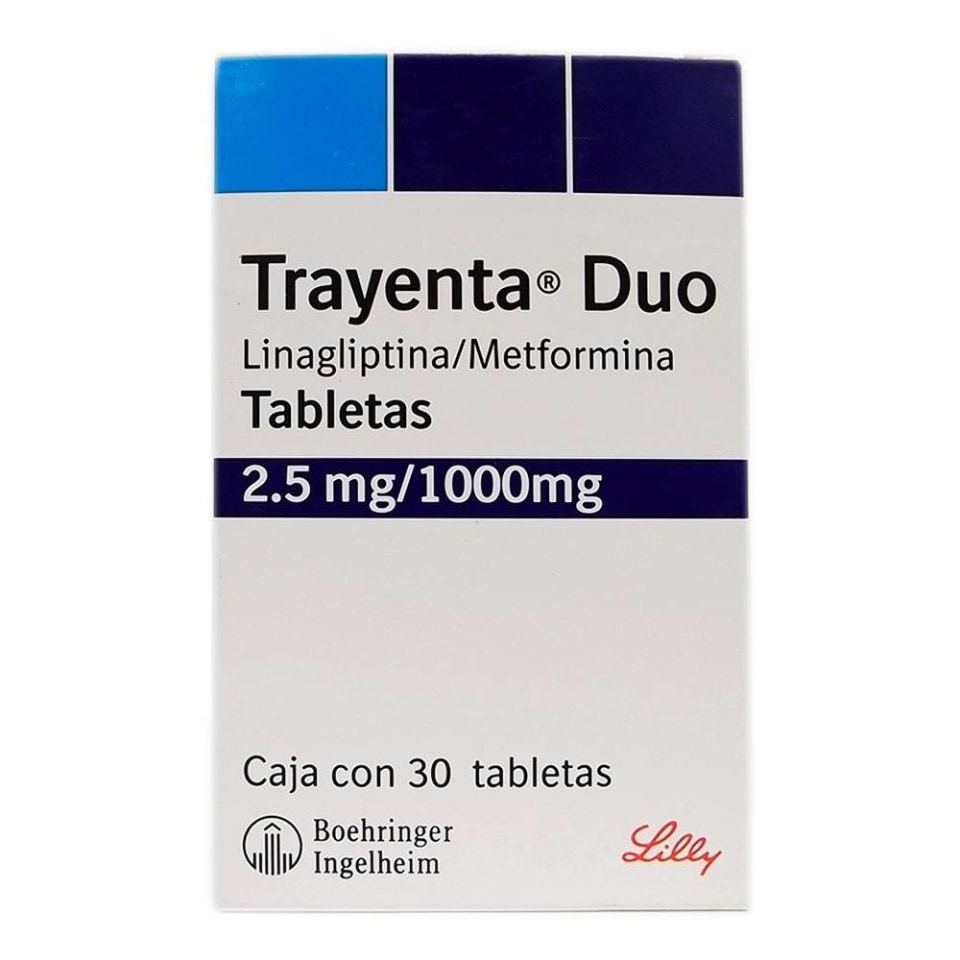 Trayenta® Duo
Linagliptina/Metformina
Tabletas
2.5 mg/1000mg
Caja con 30 tabletas
Boehringer
Ingelheim
Lilly